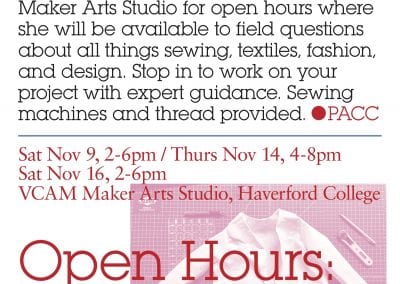 Maker Arts Studio for open hours where
she will be available to field questions
about all things sewing, textiles, fashion,
and design. Stop in to work on your
project with expert guidance. Sewing
machines and thread provided. ●PACC
Sat Nov 9, 2-6pm / Thurs Nov 14, 4-8pm
Sat Nov 16, 2-6pm
VCAM Maker Arts Studio, Haverford College
Open Hours: